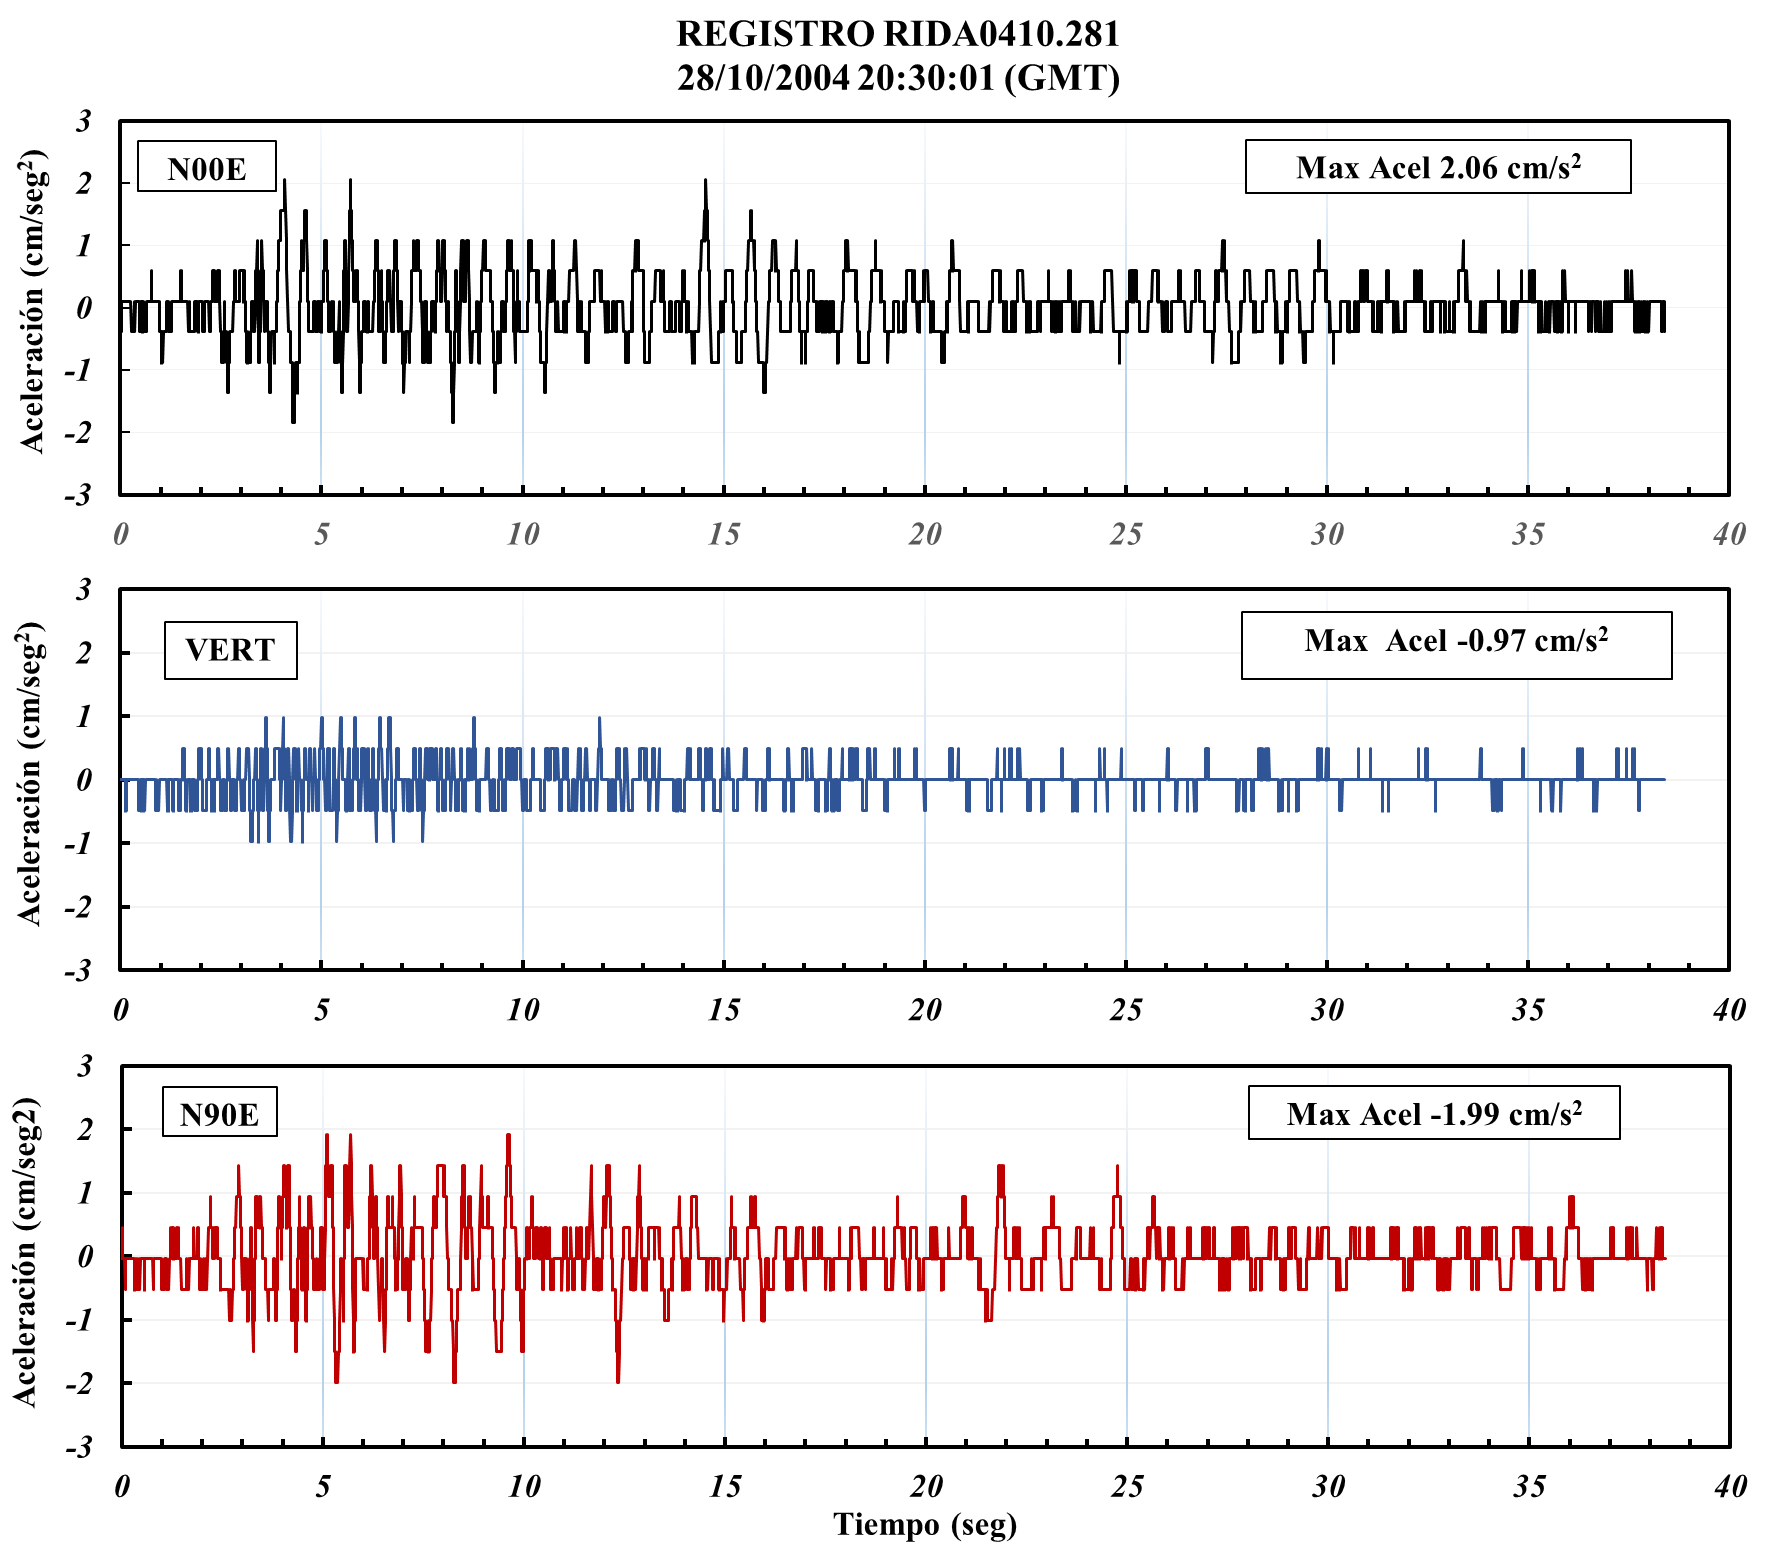 REGISTRO RIDA0410.281
28/10/2004 20:30:01 (GMT)
Aceleración (cm/seg²)
3
2
1
0
-1
-2
-3
N00E
Max Acel 2.06 cm/s²
0 5 10 15 20 25 30 35 40
Aceleración (cm/seg²)
3
2
1
0
-1
-2
-3
VERT
Max Acel -0.97 cm/s²
0 5 10 15 20 25 30 35 40
Aceleración (cm/seg2)
3
2
1
0
-1
-2
-3
N90E
Max Acel -1.99 cm/s²
0 5 10 15 20 25 30 35 40
Tiempo (seg)